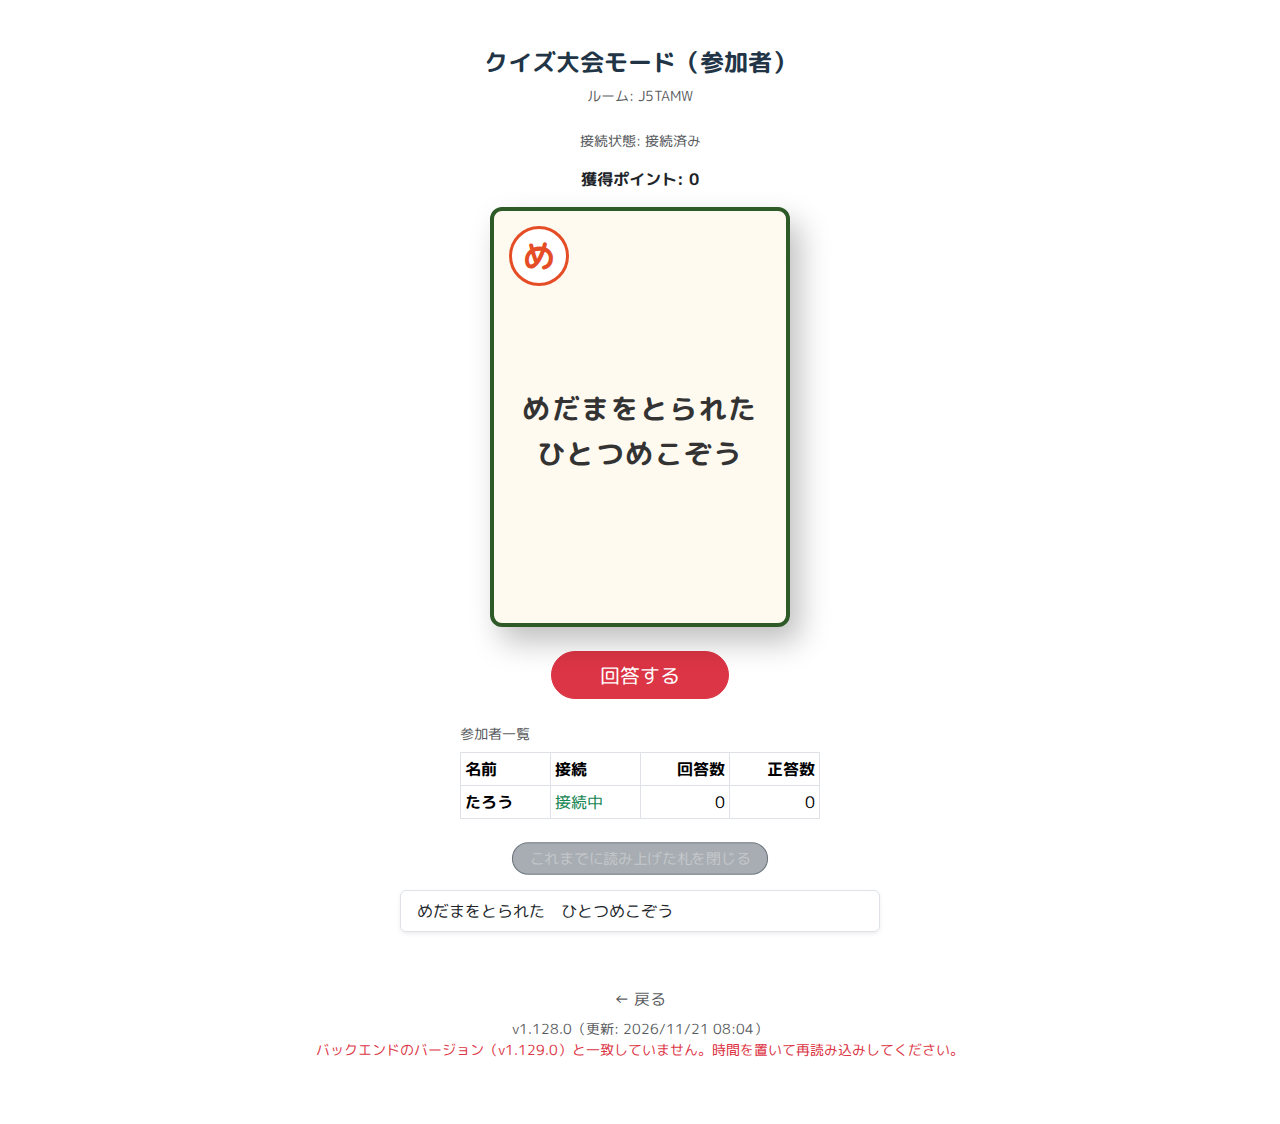 クイズ大会モード（参加者）
ルーム: J5TAMW
接続状態: 接続済み
獲得ポイント: 0
め
めだまをとられた
ひとつめこぞう
回答する
参加者一覧
名前 接続 回答数 正答数
たろう 接続中 0 0
これまでに読み上げた札を閉じる
めだまをとられた　ひとつめこぞう
← 戻る
v1.128.0（更新: 2026/11/21 08:04）
バックエンドのバージョン（v1.129.0）と一致していません。時間を置いて再読み込みしてください。